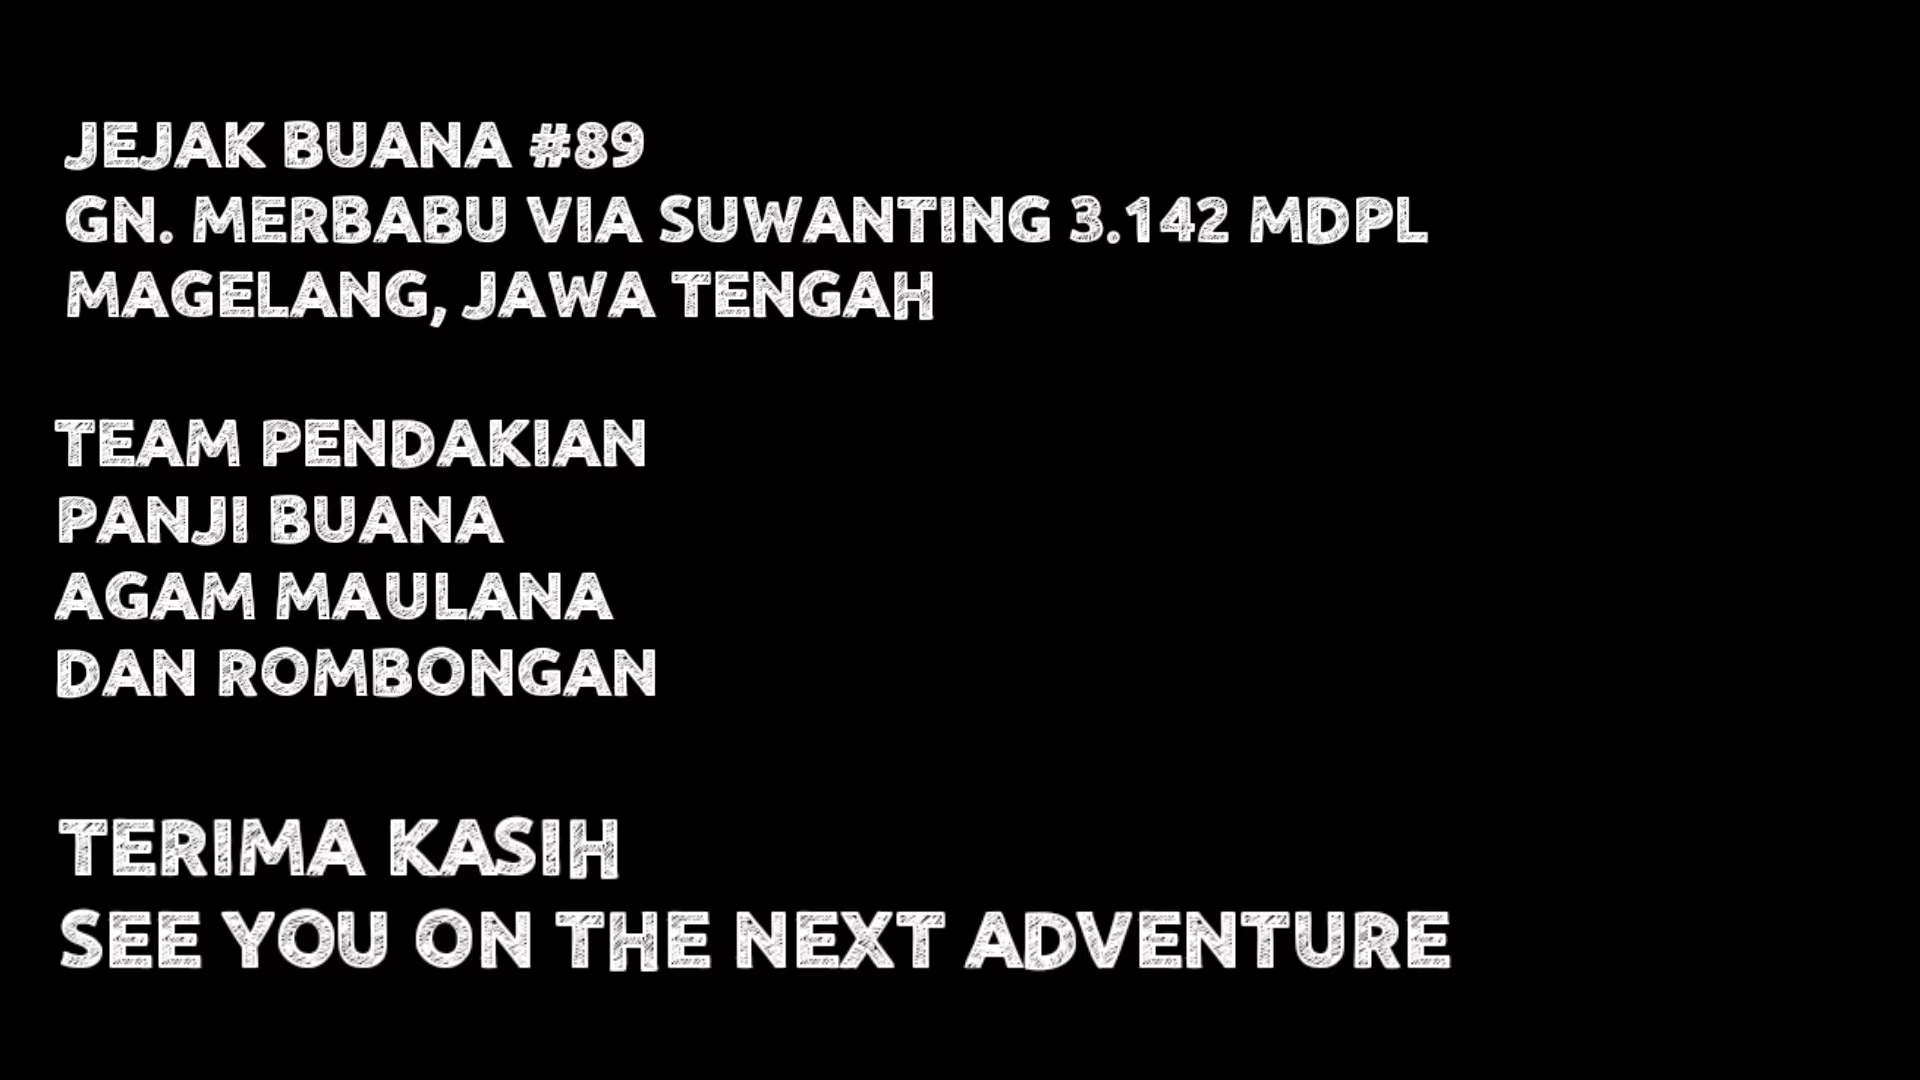 JEJAK BUANA #89
GN. MERBABU VIA SUWANTING 3.142 MDPL
MAGELANG, JAWA TENGAH
TEAM PENDAKIAN
PANJI BUANA
AGAM MAULANA
DAN ROMBONGAN
TERIMA KASIH
SEE YOU ON THE NEXT ADVENTURE